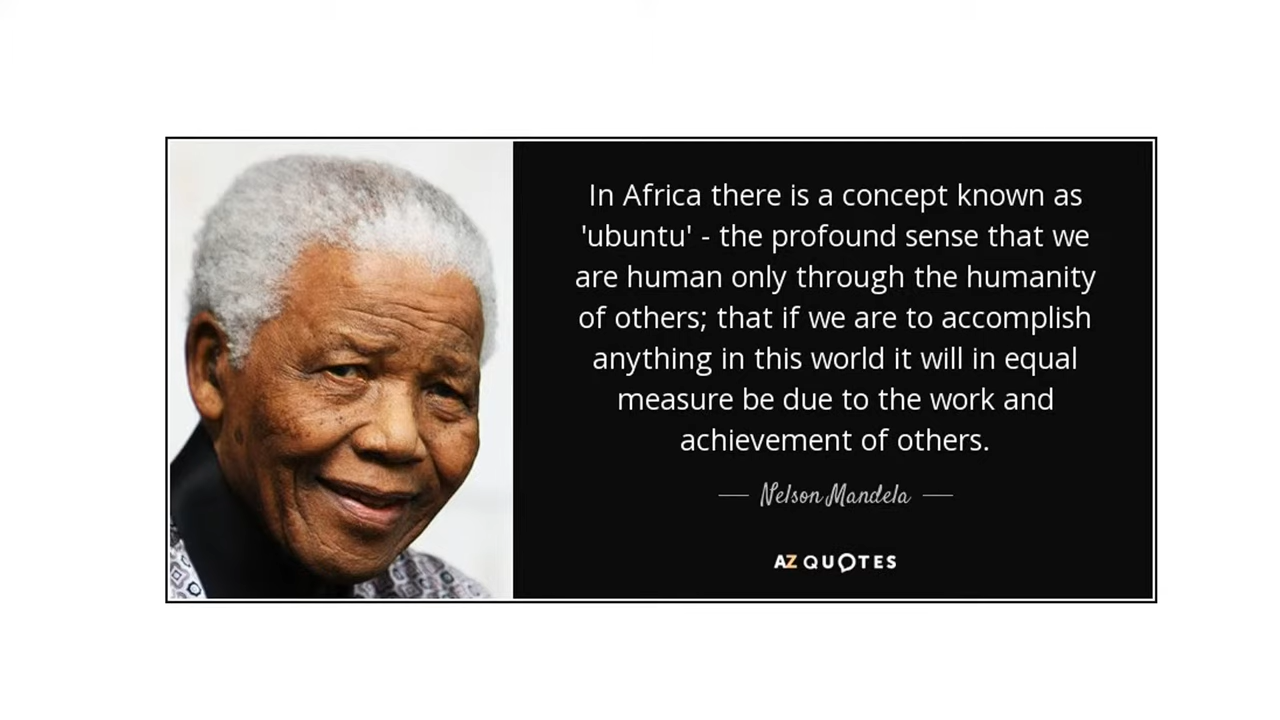 In Africa there is a concept known as
'ubuntu' - the profound sense that we
are human only through the humanity
of others; that if we are to accomplish
anything in this world it will in equal
measure be due to the work and
achievement of others.
Nelson Mandela
AZ QUOTES